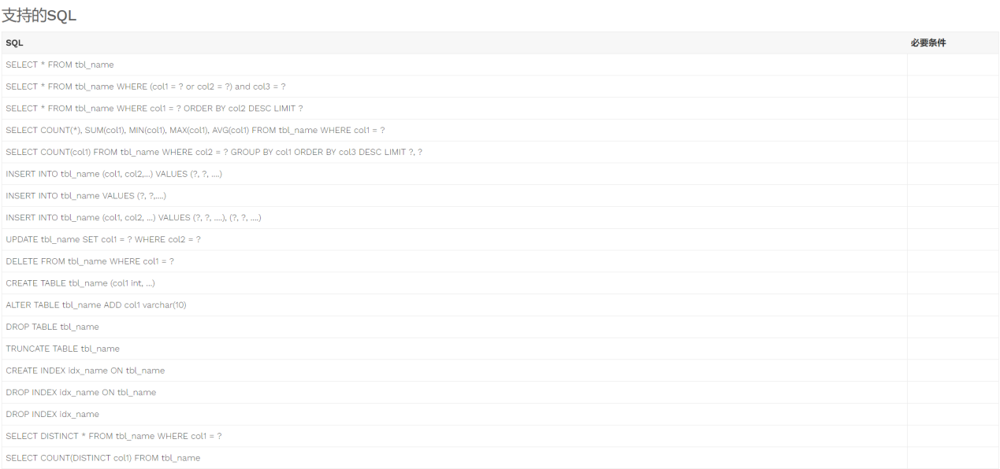 支持的SQL
SQL 必要条件
SELECT * FROM tbl_name
SELECT * FROM tbl_name WHERE (col1 = ? or col2 = ?) and col3 = ?
SELECT * FROM tbl_name WHERE col1 = ? ORDER BY col2 DESC LIMIT ?
SELECT COUNT(*), SUM(col1), MIN(col1), MAX(col1), AVG(col1) FROM tbl_name WHERE col1 = ?
SELECT COUNT(col1) FROM tbl_name WHERE col2 = ? GROUP BY col1 ORDER BY col3 DESC LIMIT ?, ?
INSERT INTO tbl_name (col1, col2,...) VALUES (?, ?, ....)
INSERT INTO tbl_name VALUES (?, ?,....)
INSERT INTO tbl_name (col1, col2, ...) VALUES (?, ?, ....), (?, ?, ....)
UPDATE tbl_name SET col1 = ? WHERE col2 = ?
DELETE FROM tbl_name WHERE col1 = ?
CREATE TABLE tbl_name (col1 int, ...)
ALTER TABLE tbl_name ADD col1 varchar(10)
DROP TABLE tbl_name
TRUNCATE TABLE tbl_name
CREATE INDEX idx_name ON tbl_name
DROP INDEX idx_name ON tbl_name
DROP INDEX idx_name
SELECT DISTINCT * FROM tbl_name WHERE col1 = ?
SELECT COUNT(DISTINCT col1) FROM tbl_name